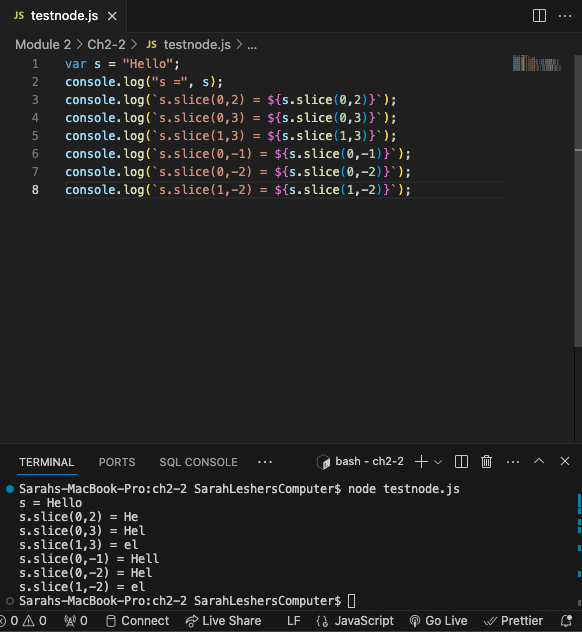 JS testnode.js ×
Module 2 > Ch2-2 > JS testnode.js > ...
1 var s = "Hello";
2 console.log("s =", s);
3 console.log(`s.slice(0,2) = ${s.slice(0,2)}`);
4 console.log(`s.slice(0,3) = ${s.slice(0,3)}`);
5 console.log(`s.slice(1,3) = ${s.slice(1,3)}`);
6 console.log(`s.slice(0,-1) = ${s.slice(0,-1)}`);
7 console.log(`s.slice(0,-2) = ${s.slice(0,-2)}`);
8 console.log(`s.slice(1,-2) = ${s.slice(1,-2)}`);
TERMINAL PORTS SQL CONSOLE ... bash - ch2-2
Sarahs-MacBook-Pro:ch2-2 SarahLeshersComputer$ node testnode.js
s = Hello
s.slice(0,2) = He
s.slice(0,3) = Hel
s.slice(1,3) = el
s.slice(0,-1) = Hell
s.slice(0,-2) = Hel
s.slice(1,-2) = el
Sarahs-MacBook-Pro:ch2-2 SarahLeshersComputer$
0 0 0 Connect Live Share LF {} JavaScript Go Live Prettier